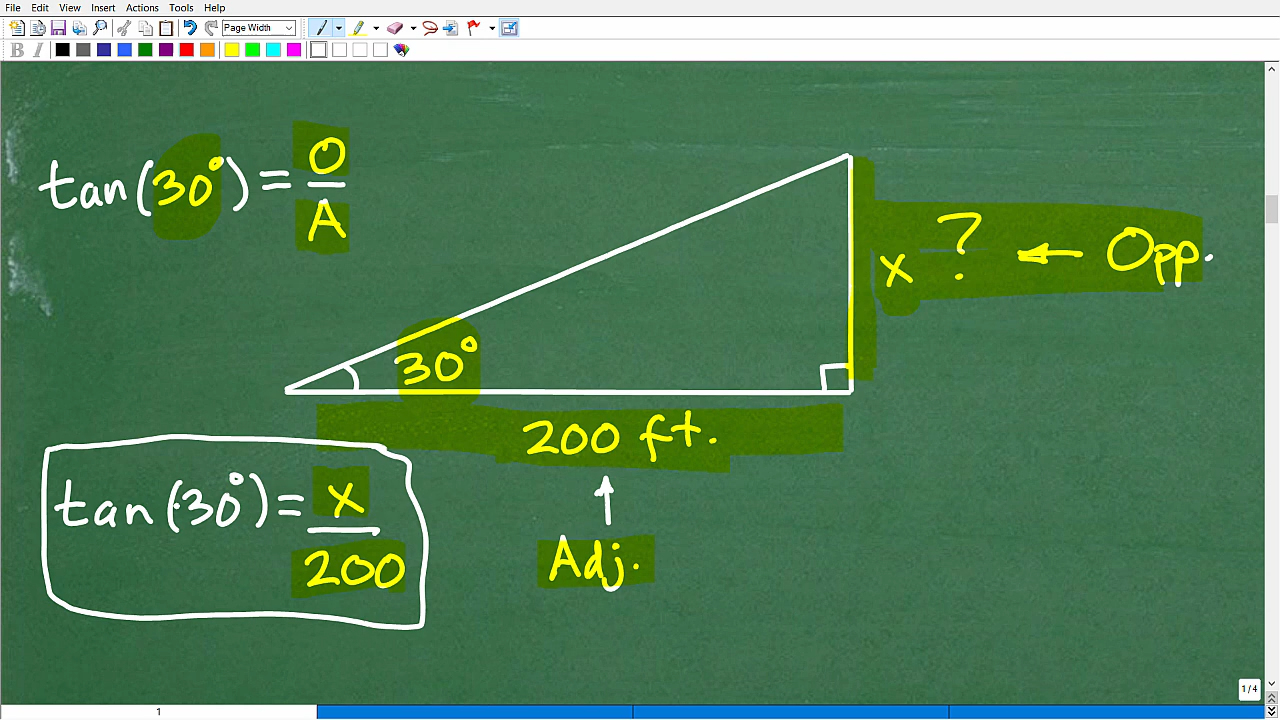 File Edit View Insert Actions Tools Help
Page Width
B I
tan(30°) = O/A
x ? ← Opp.
30°
200 ft.
↑
Adj.
tan(30°) = x/200
1/4
1